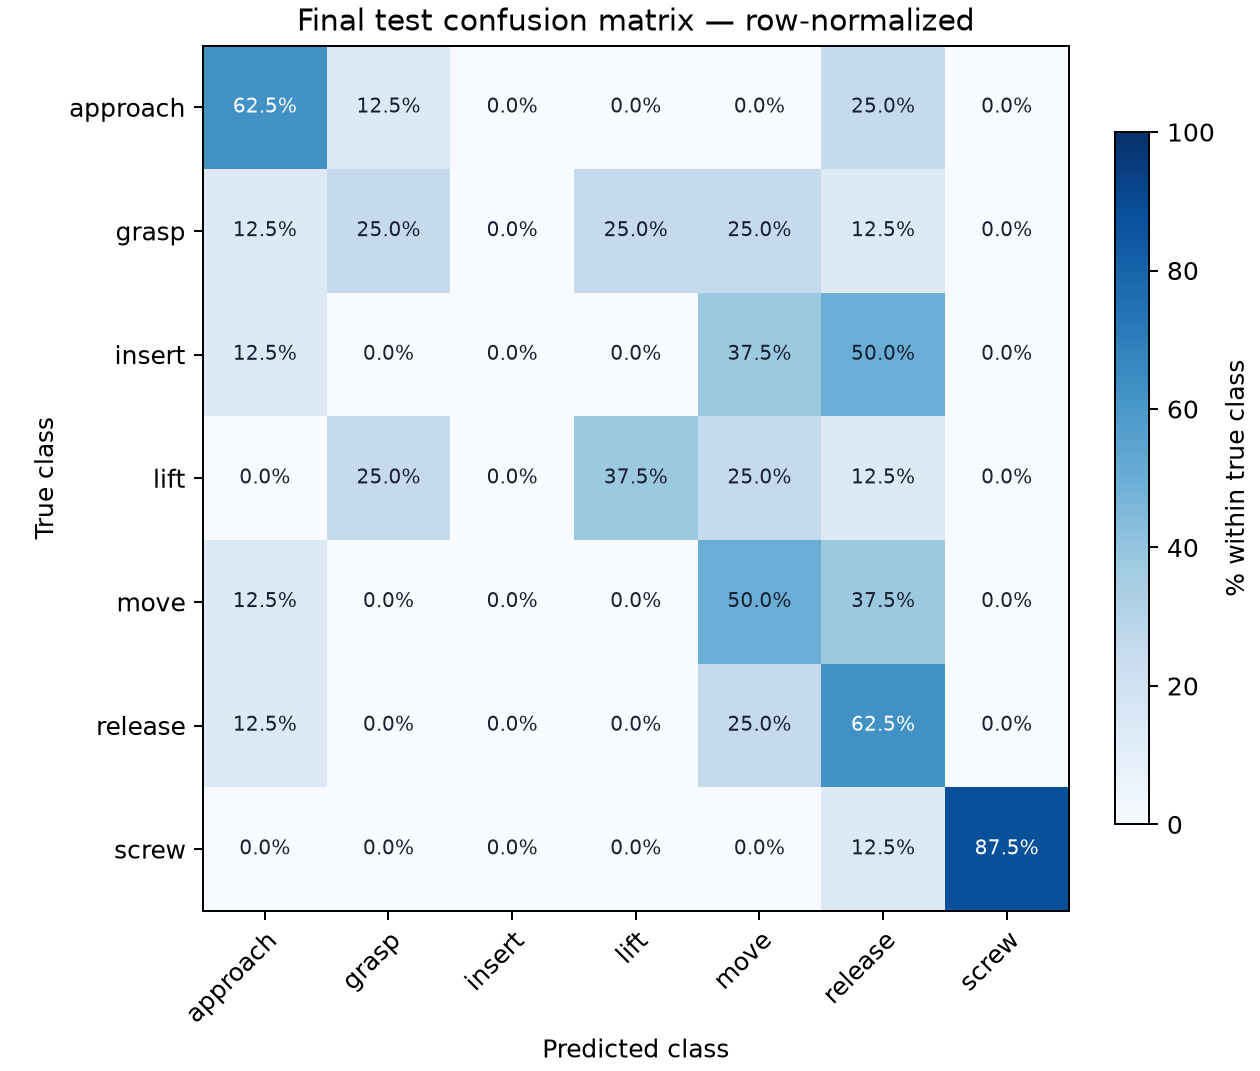 Final test confusion matrix — row-normalized
approach 62.5% 12.5% 0.0% 0.0% 0.0% 25.0% 0.0%
grasp 12.5% 25.0% 0.0% 25.0% 25.0% 12.5% 0.0%
insert 12.5% 0.0% 0.0% 0.0% 37.5% 50.0% 0.0%
lift 0.0% 25.0% 0.0% 37.5% 25.0% 12.5% 0.0%
move 12.5% 0.0% 0.0% 0.0% 50.0% 37.5% 0.0%
release 12.5% 0.0% 0.0% 0.0% 25.0% 62.5% 0.0%
screw 0.0% 0.0% 0.0% 0.0% 0.0% 12.5% 87.5%
True class
approach grasp insert lift move release screw
Predicted class
100
80
60
40
20
0
% within true class